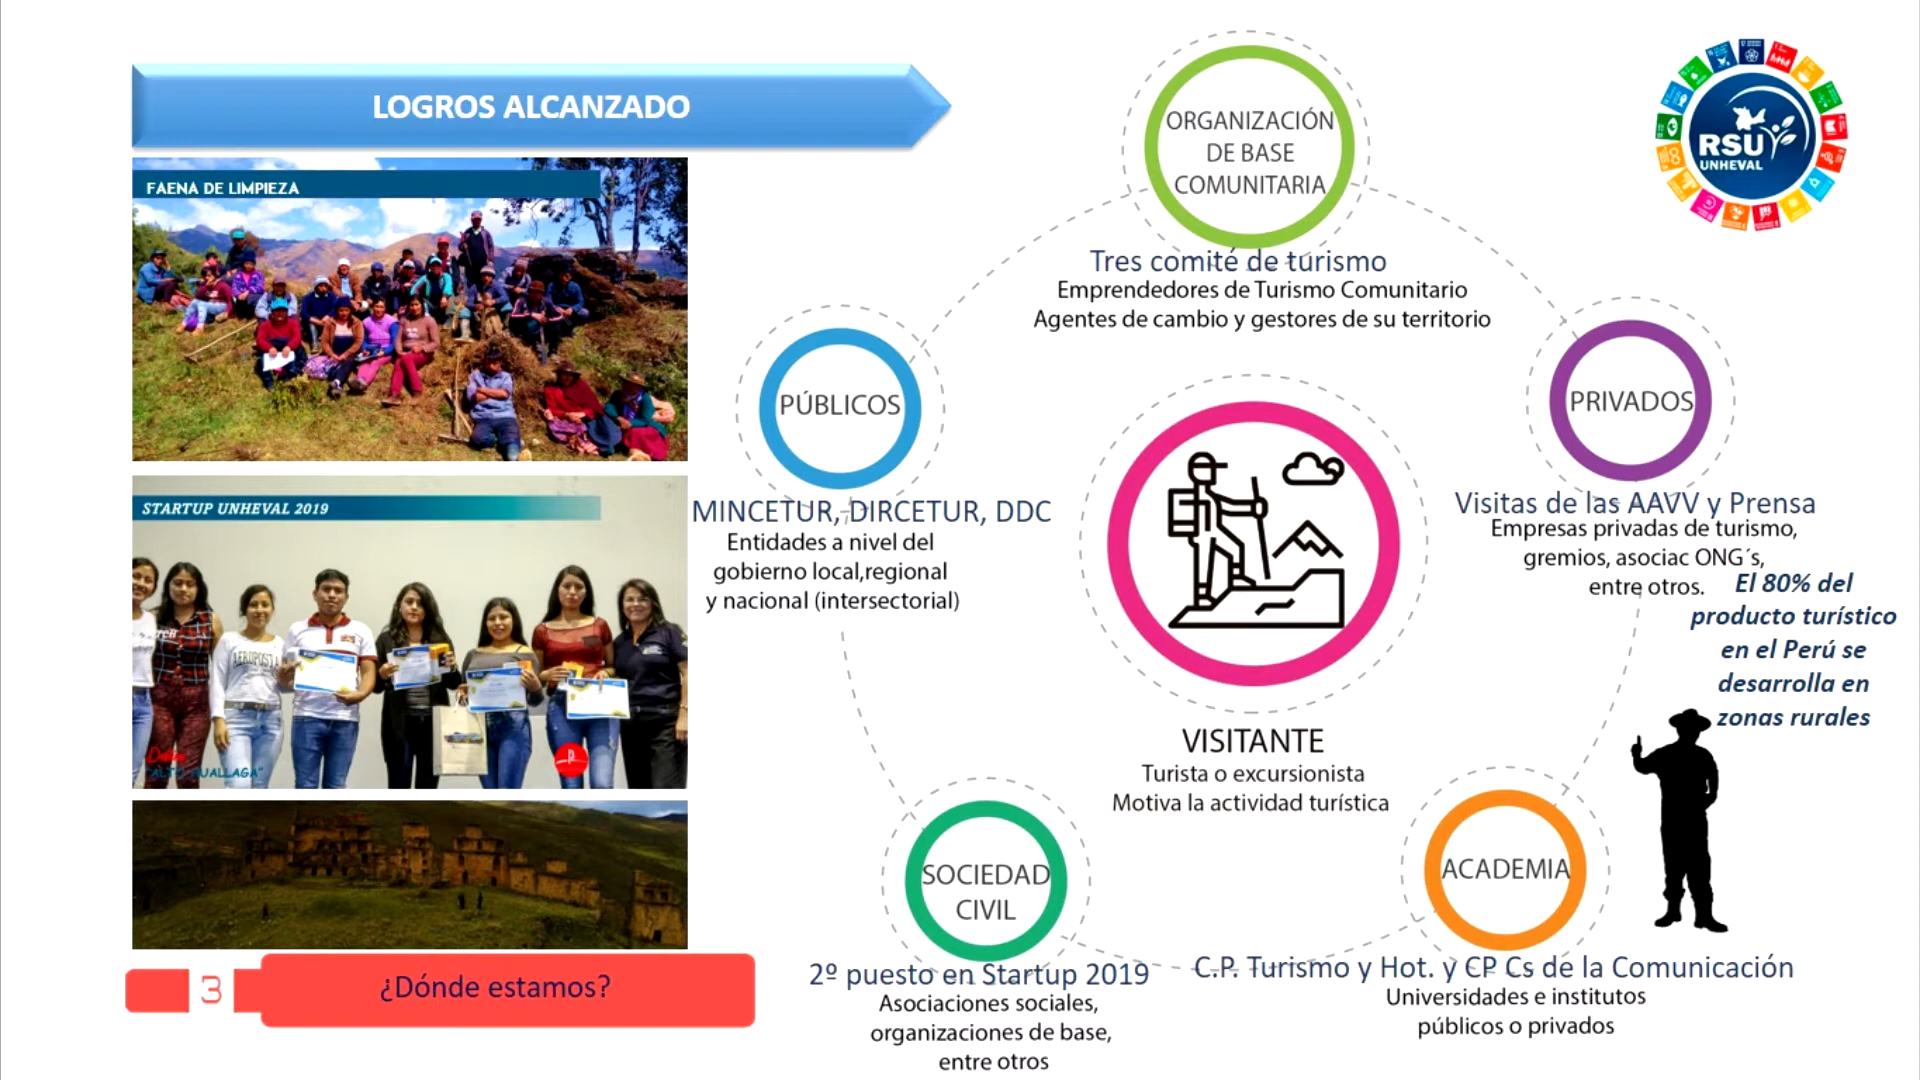 LOGROS ALCANZADO
FAENA DE LIMPIEZA
STARTUP UNHEVAL 2019
AEROPOSTA
"ALTO HUALLAGA"
3
¿Dónde estamos?
ORGANIZACIÓN
DE BASE
COMUNITARIA
Tres comité de turismo
Emprendedores de Turismo Comunitario
Agentes de cambio y gestores de su territorio
PÚBLICOS
MINCETUR, DIRCETUR, DDC
Entidades a nivel del
gobierno local,regional
y nacional (intersectorial)
PRIVADOS
Visitas de las AAVV y Prensa
Empresas privadas de turismo,
gremios, asociac ONG´s,
entre otros.
El 80% del
producto turístico
en el Perú se
desarrolla en
zonas rurales
VISITANTE
Turista o excursionista
Motiva la actividad turística
SOCIEDAD
CIVIL
2º puesto en Startup 2019
Asociaciones sociales,
organizaciones de base,
entre otros
ACADEMIA
C.P. Turismo y Hot. y CP Cs de la Comunicación
Universidades e institutos
públicos o privados
RSU
UNHEVAL